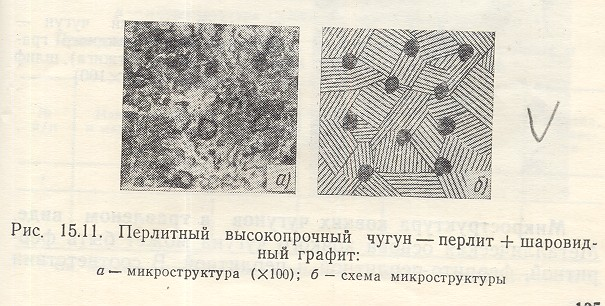 а)
б)
Рис. 15.11. Перлитный высокопрочный чугун — перлит + шаровид-
ный графит:
а — микроструктура (×100); б — схема микроструктуры